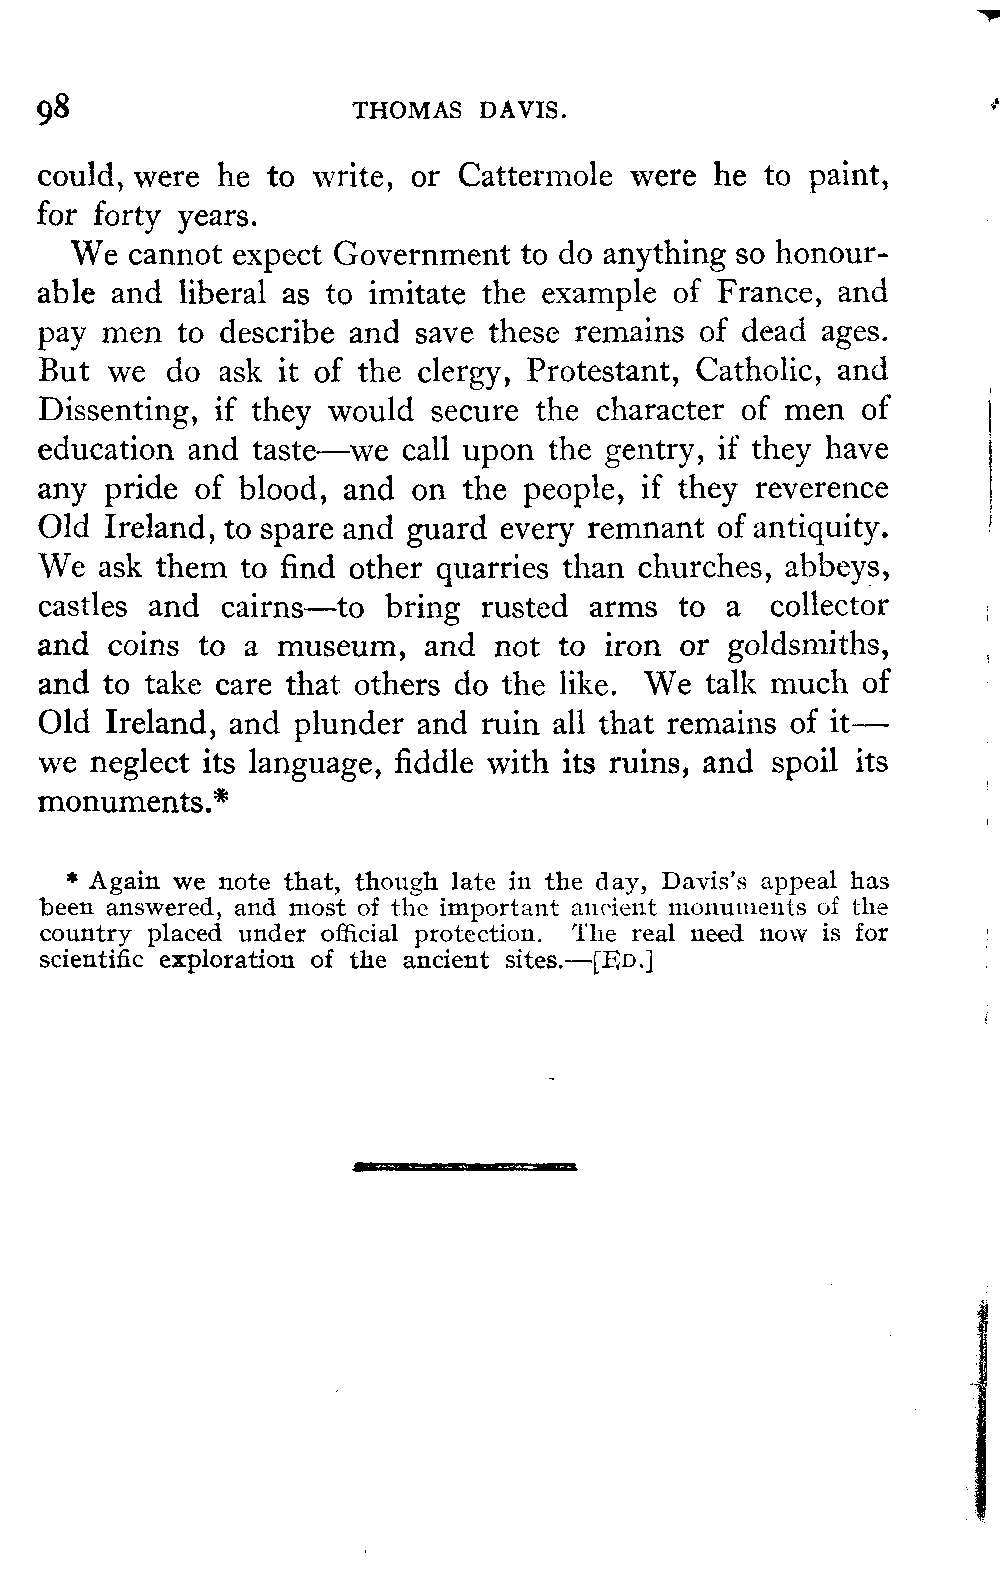 98 THOMAS DAVIS.
could, were he to write, or Cattermole were he to paint,
for forty years.
We cannot expect Government to do anything so honour-
able and liberal as to imitate the example of France, and
pay men to describe and save these remains of dead ages.
But we do ask it of the clergy, Protestant, Catholic, and
Dissenting, if they would secure the character of men of
education and taste—we call upon the gentry, if they have
any pride of blood, and on the people, if they reverence
Old Ireland, to spare and guard every remnant of antiquity.
We ask them to find other quarries than churches, abbeys,
castles and cairns—to bring rusted arms to a collector
and coins to a museum, and not to iron or goldsmiths,
and to take care that others do the like. We talk much of
Old Ireland, and plunder and ruin all that remains of it—
we neglect its language, fiddle with its ruins, and spoil its
monuments.*
* Again we note that, though late in the day, Davis's appeal has
been answered, and most of the important ancient monuments of the
country placed under official protection. The real need now is for
scientific exploration of the ancient sites.—[ED.]